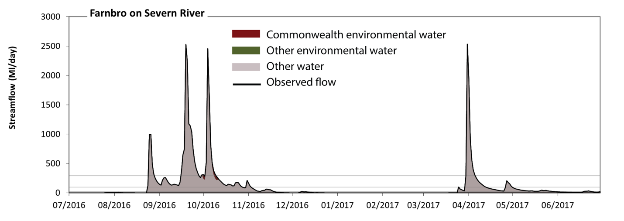 Farnbro on Severn River
Streamflow (Ml/day)
3000
2500
2000
1500
1000
500
0
Commonwealth environmental water
Other environmental water
Other water
Observed flow
07/2016 08/2016 09/2016 10/2016 11/2016 12/2016 01/2017 02/2017 03/2017 04/2017 05/2017 06/2017